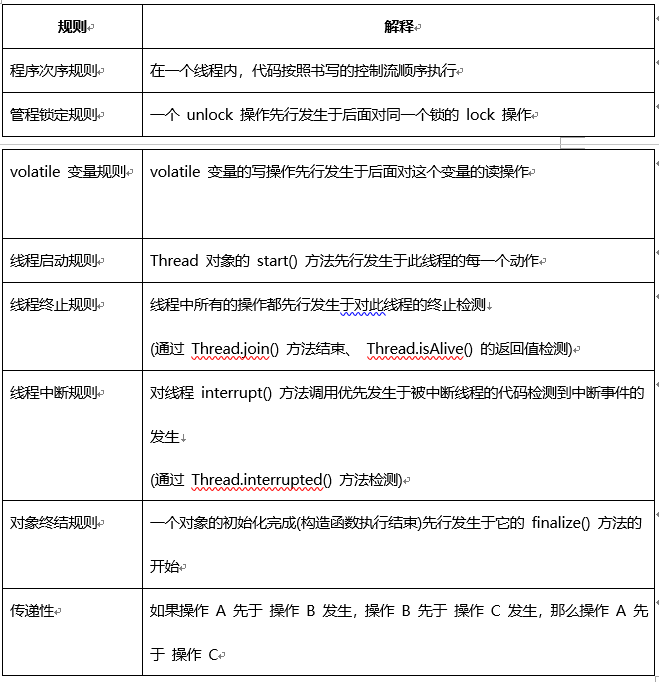 规则 解释
程序次序规则 在一个线程内，代码按照书写的控制流顺序执行
管程锁定规则 一个 unlock 操作先行发生于后面对同一个锁的 lock 操作
volatile 变量规则 volatile 变量的写操作先行发生于后面对这个变量的读操作
线程启动规则 Thread 对象的 start() 方法先行发生于此线程的每一个动作
线程终止规则 线程中所有的操作都先行发生于对此线程的终止检测
(通过 Thread.join() 方法结束、 Thread.isAlive() 的返回值检测)
线程中断规则 对线程 interrupt() 方法调用优先发生于被中断线程的代码检测到中断事件的
发生
(通过 Thread.interrupted() 方法检测)
对象终结规则 一个对象的初始化完成(构造函数执行结束)先行发生于它的 finalize() 方法的
开始
传递性 如果操作 A 先于 操作 B 发生，操作 B 先于 操作 C 发生，那么操作 A 先
于 操作 C